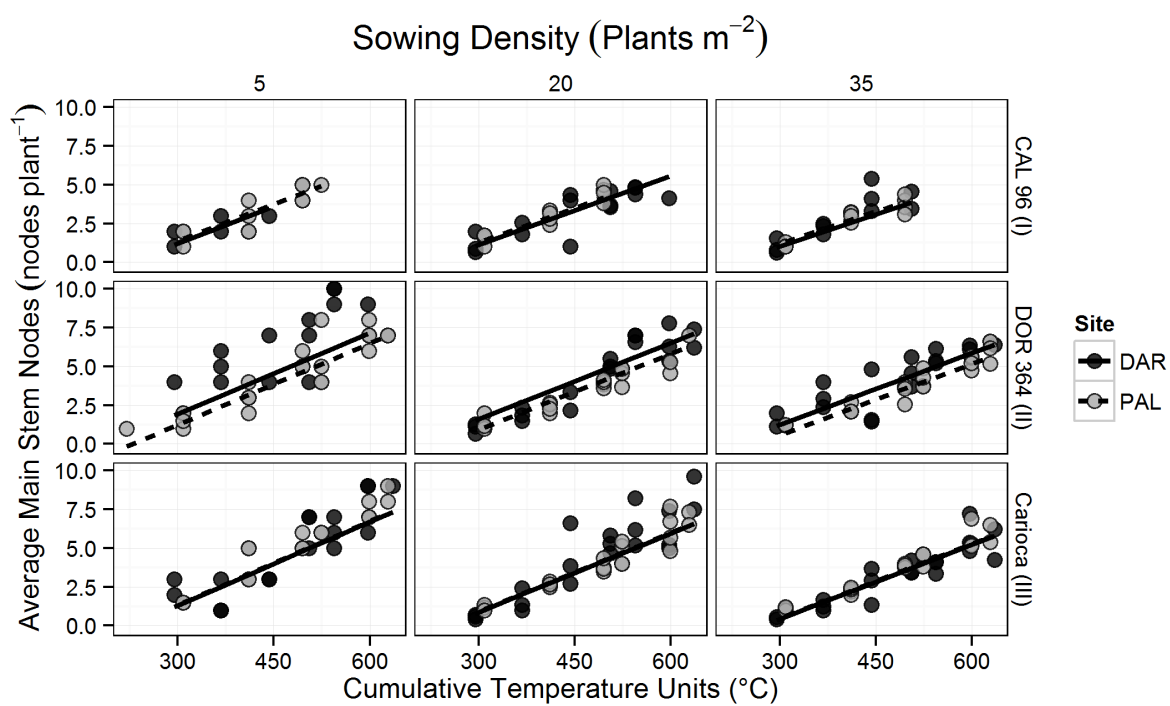 Sowing Density (Plants m⁻²)
5 20 35
Average Main Stem Nodes (nodes plant⁻¹)
10.0
7.5
5.0
2.5
0.0
CAL 96 (I)
10.0
7.5
5.0
2.5
0.0
DOR 364 (II)
10.0
7.5
5.0
2.5
0.0
Carioca (III)
300 450 600 300 450 600 300 450 600
Cumulative Temperature Units (°C)
Site
DAR
PAL